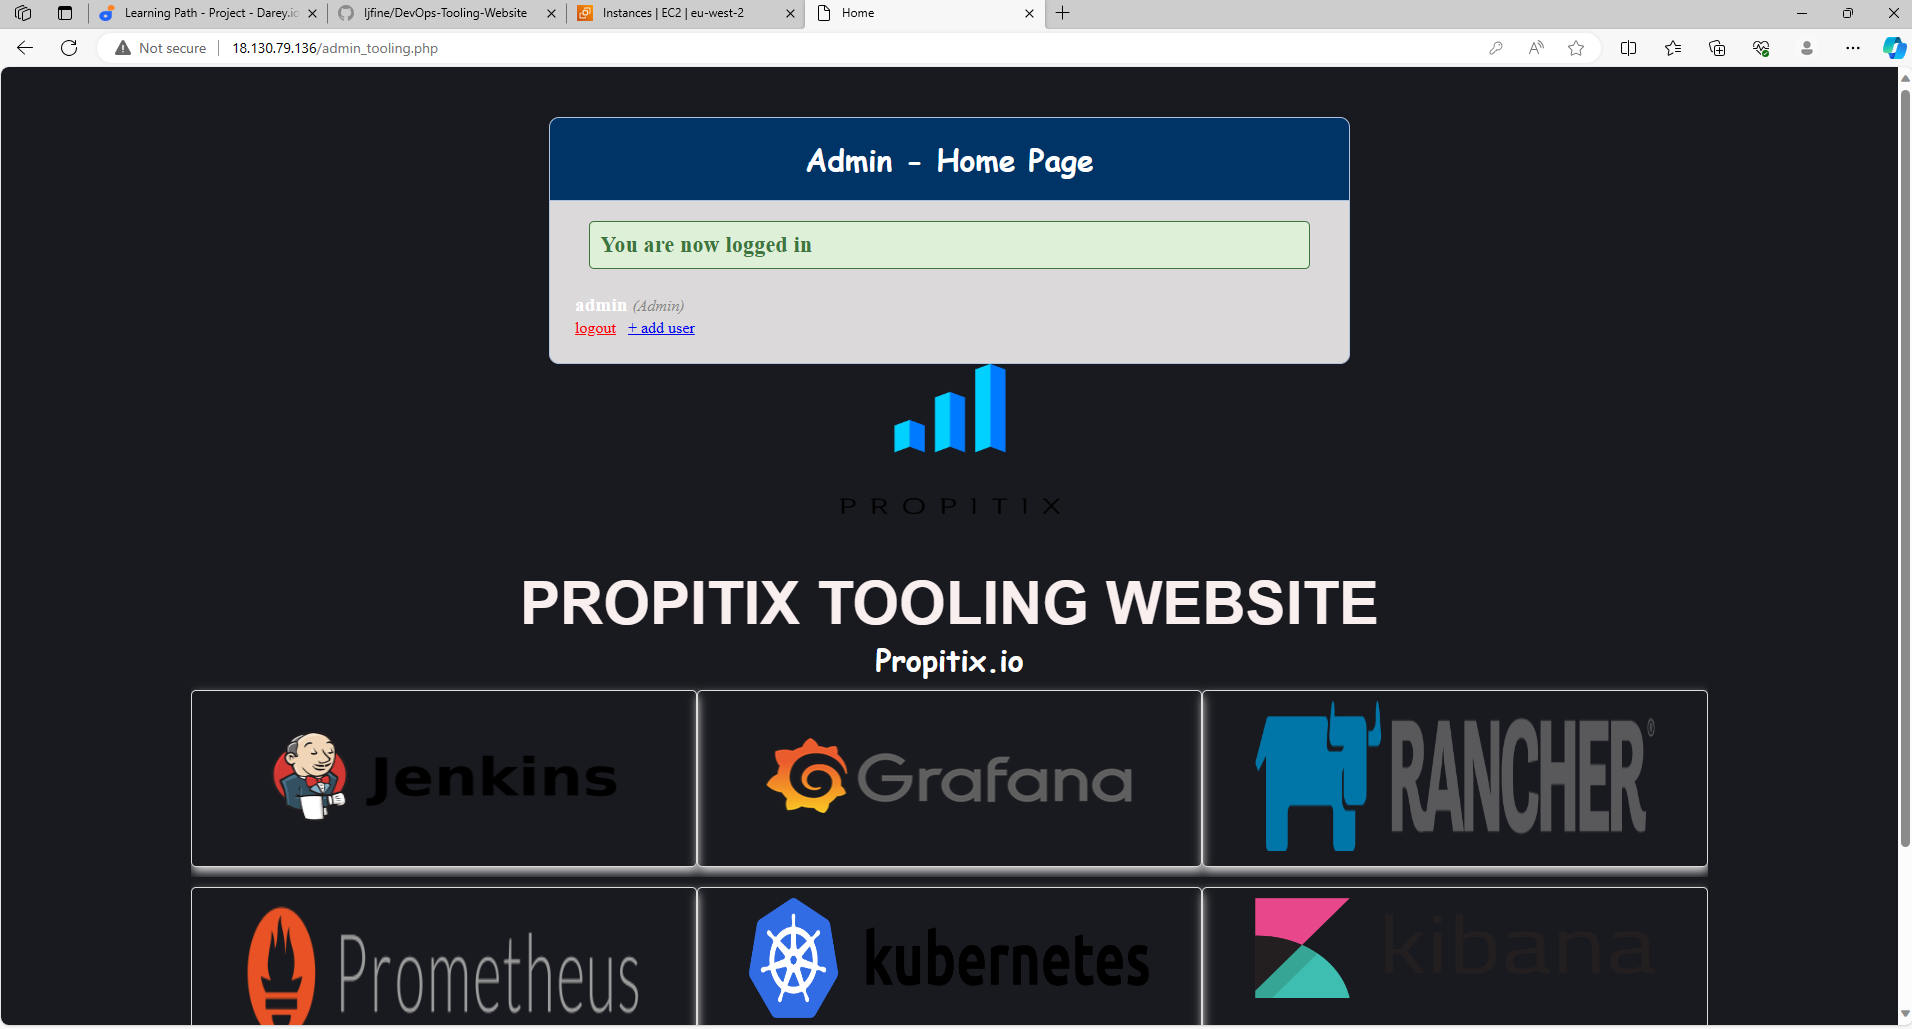 Learning Path - Project - Darey.io
ljfine/DevOps-Tooling-Website
Instances | EC2 | eu-west-2
Home
Not secure
18.130.79.136/admin_tooling.php
Admin - Home Page
You are now logged in
admin (Admin)
logout + add user
PROPITIX
PROPITIX TOOLING WEBSITE
Propitix.io
Jenkins
Grafana
RANCHER®
Prometheus
kubernetes
kibana